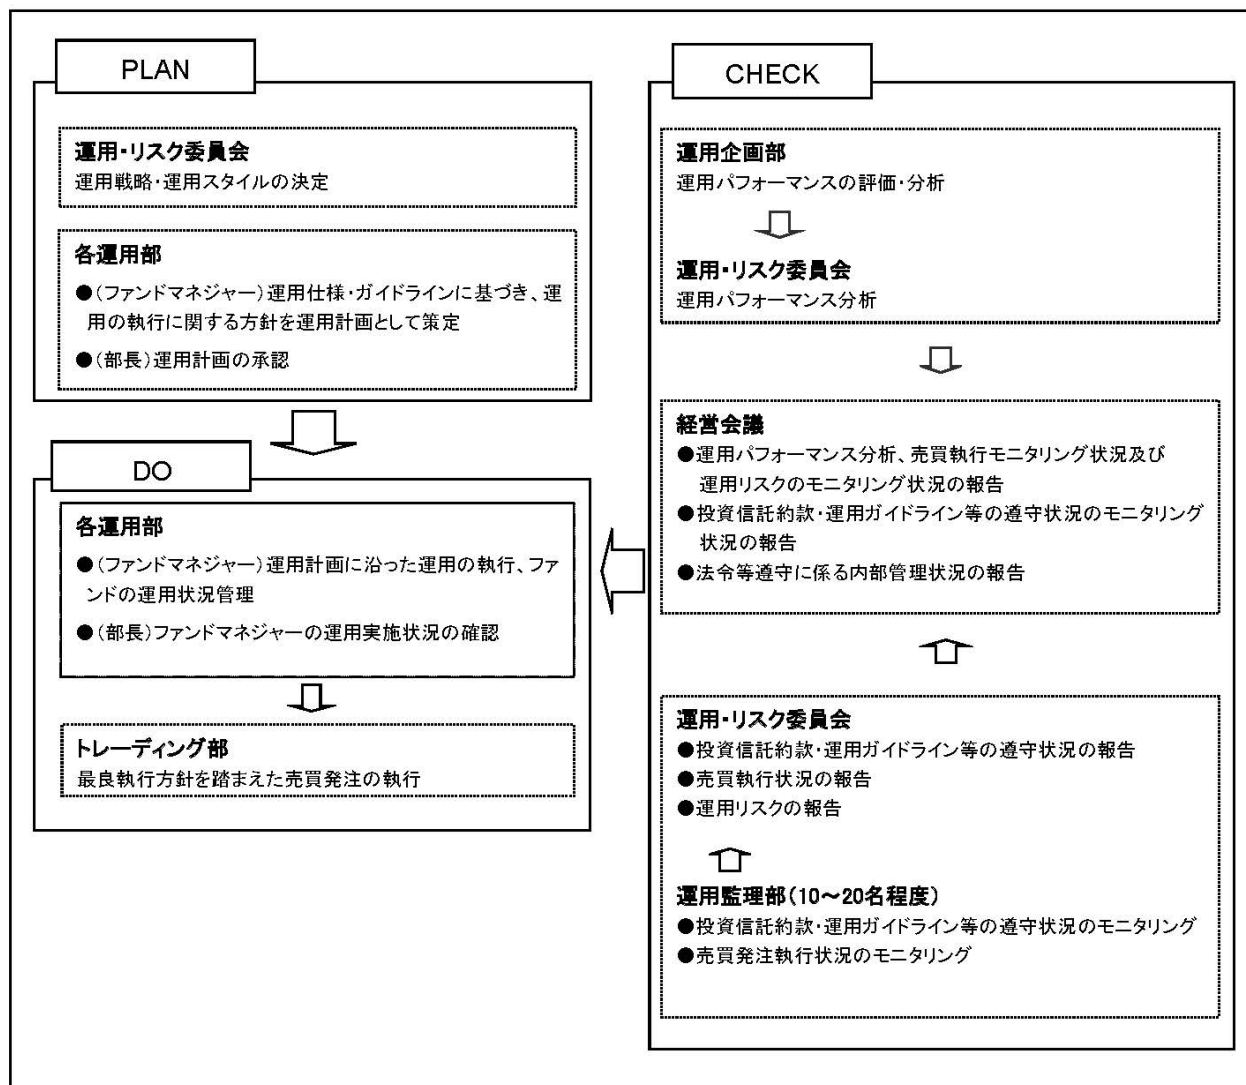 PLAN
運用・リスク委員会
運用戦略・運用スタイルの決定
各運用部
●(ファンドマネジャー)運用仕様・ガイドラインに基づき、運
用の執行に関する方針を運用計画として策定
●(部長)運用計画の承認
DO
各運用部
●(ファンドマネジャー)運用計画に沿った運用の執行、ファ
ンドの運用状況管理
●(部長)ファンドマネジャーの運用実施状況の確認
トレーディング部
最良執行方針を踏まえた売買発注の執行
CHECK
運用企画部
運用パフォーマンスの評価・分析
運用・リスク委員会
運用パフォーマンス分析
経営会議
●運用パフォーマンス分析、売買執行モニタリング状況及び
運用リスクのモニタリング状況の報告
●投資信託約款・運用ガイドライン等の遵守状況のモニタリング
状況の報告
●法令等遵守に係る内部管理状況の報告
運用・リスク委員会
●投資信託約款・運用ガイドライン等の遵守状況の報告
●売買執行状況の報告
●運用リスクの報告
運用監理部(10~20名程度)
●投資信託約款・運用ガイドライン等の遵守状況のモニタリング
●売買発注執行状況のモニタリング